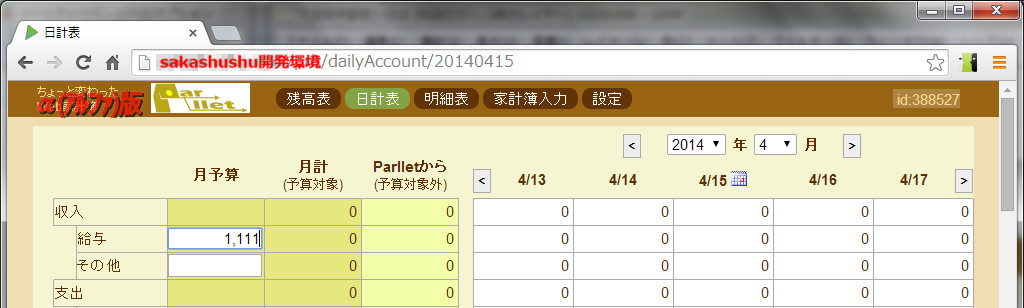 日計表
sakashushu開発環境/dailyAccount/20140415
ちょっと変わった
α(アルファ)版
Parllet
残高表 日計表 明細表 家計簿入力 設定
id:388527
< 2014 年 4 月 >
月予算 月計 Parlletから
(予算対象) (予算対象外)
< 4/13 4/14 4/15 4/16 4/17 >
収入 0 0 0 0 0 0 0
給与 1,111 0 0 0 0 0 0 0
その他 0 0 0 0 0 0 0
支出 0 0 0 0 0 0 0